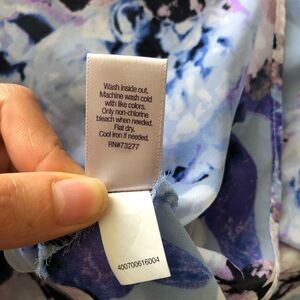 Wash inside out,
Machine wash cold
with like colors.
Only non-chlorine
bleach when needed.
Flat dry.
Cool iron if needed.
RN#73277
400700616004